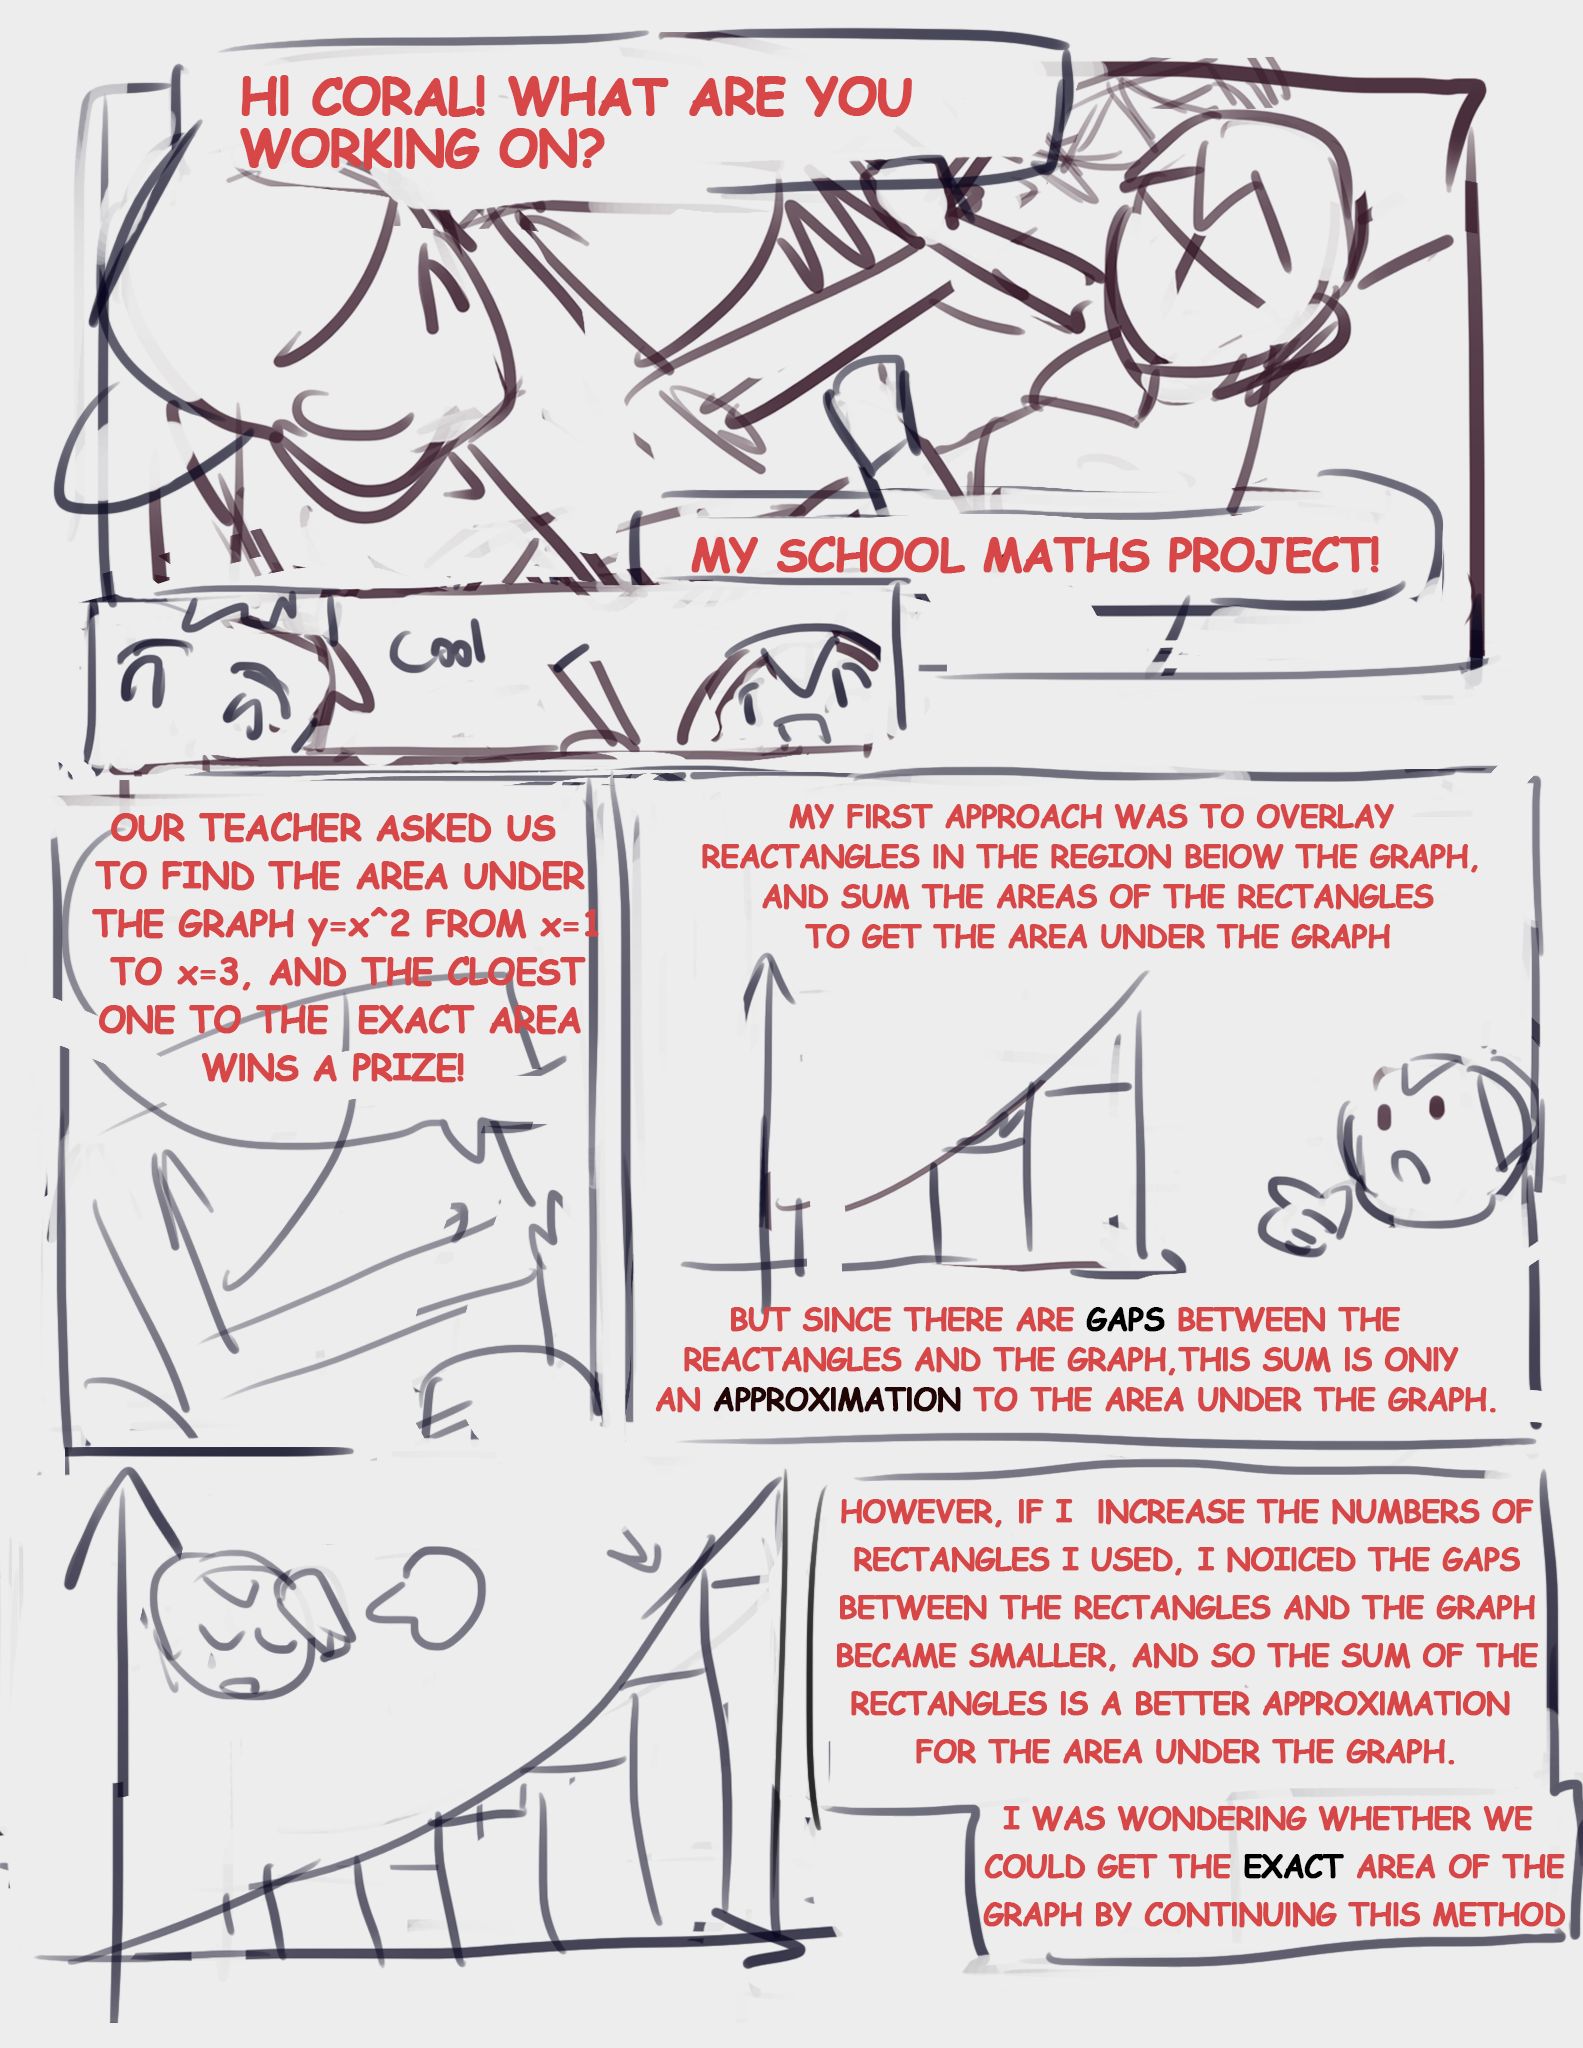 HI CORAL! WHAT ARE YOU
WORKING ON?
MY SCHOOL MATHS PROJECT!
Cool
OUR TEACHER ASKED US
TO FIND THE AREA UNDER
THE GRAPH y=x^2 FROM x=1
TO x=3, AND THE CLOEST
ONE TO THE EXACT AREA
WINS A PRIZE!
MY FIRST APPROACH WAS TO OVERLAY
REACTANGLES IN THE REGION BElOW THE GRAPH,
AND SUM THE AREAS OF THE RECTANGLES
TO GET THE AREA UNDER THE GRAPH
BUT SINCE THERE ARE GAPS BETWEEN THE
REACTANGLES AND THE GRAPH,THIS SUM IS ONlY
AN APPROXIMATION TO THE AREA UNDER THE GRAPH.
HOWEVER, IF I INCREASE THE NUMBERS OF
RECTANGLES I USED, I NOIICED THE GAPS
BETWEEN THE RECTANGLES AND THE GRAPH
BECAME SMALLER, AND SO THE SUM OF THE
RECTANGLES IS A BETTER APPROXIMATION
FOR THE AREA UNDER THE GRAPH.
I WAS WONDERING WHETHER WE
COULD GET THE EXACT AREA OF THE
GRAPH BY CONTINUING THIS METHOD